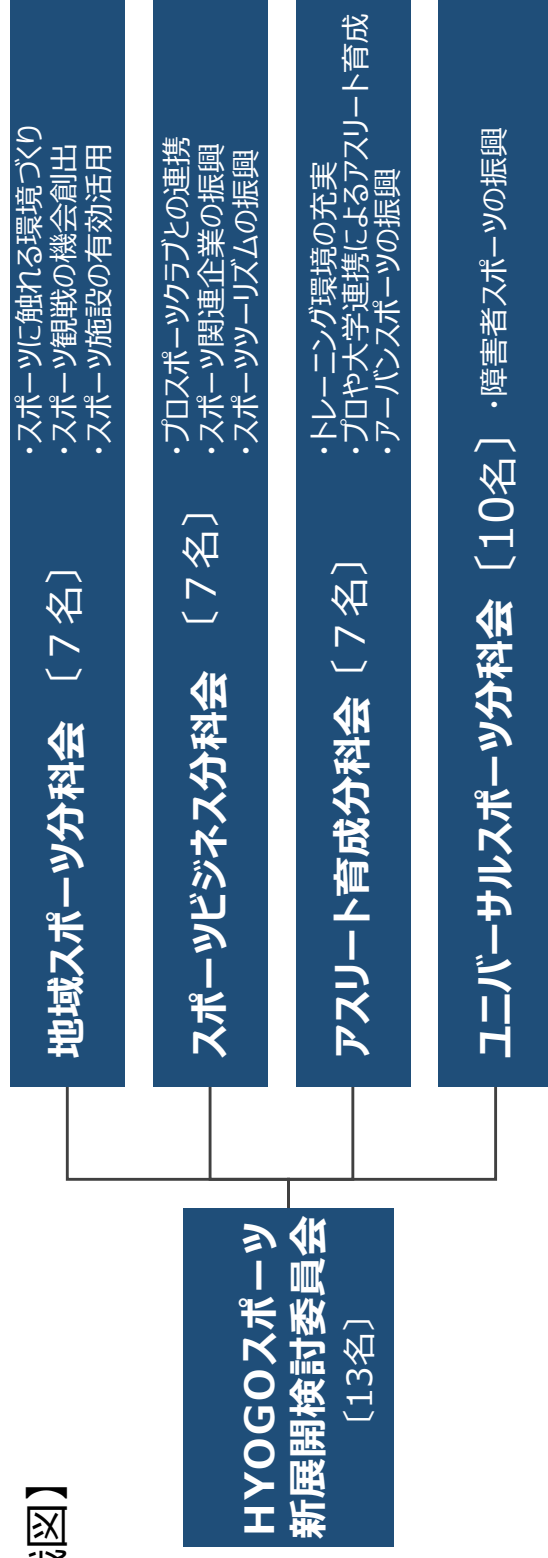 図】
HYOGOスポーツ
新展開検討委員会
〔13名〕
地域スポーツ分科会 〔7名〕
・スポーツに触れる環境づくり
・スポーツ観戦の機会創出
・スポーツ施設の有効活用
スポーツビジネス分科会 〔7名〕
・プロスポーツクラブとの連携
・スポーツ関連企業の振興
・スポーツツーリズムの振興
アスリート育成分科会〔7名〕
・トレーニング環境の充実
・プロや大学連携によるアスリート育成
・アーバンスポーツの振興
ユニバーサルスポーツ分科会〔10名〕・障害者スポーツの振興